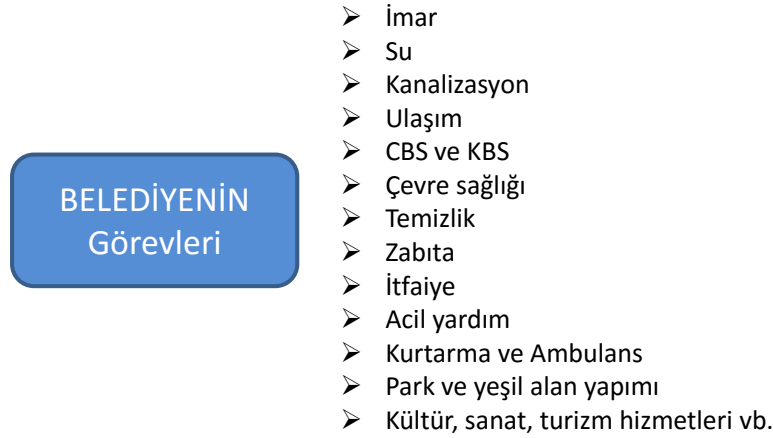 BELEDİYENİN
Görevleri
➢ İmar
➢ Su
➢ Kanalizasyon
➢ Ulaşım
➢ CBS ve KBS
➢ Çevre sağlığı
➢ Temizlik
➢ Zabıta
➢ İtfaiye
➢ Acil yardım
➢ Kurtarma ve Ambulans
➢ Park ve yeşil alan yapımı
➢ Kültür, sanat, turizm hizmetleri vb.